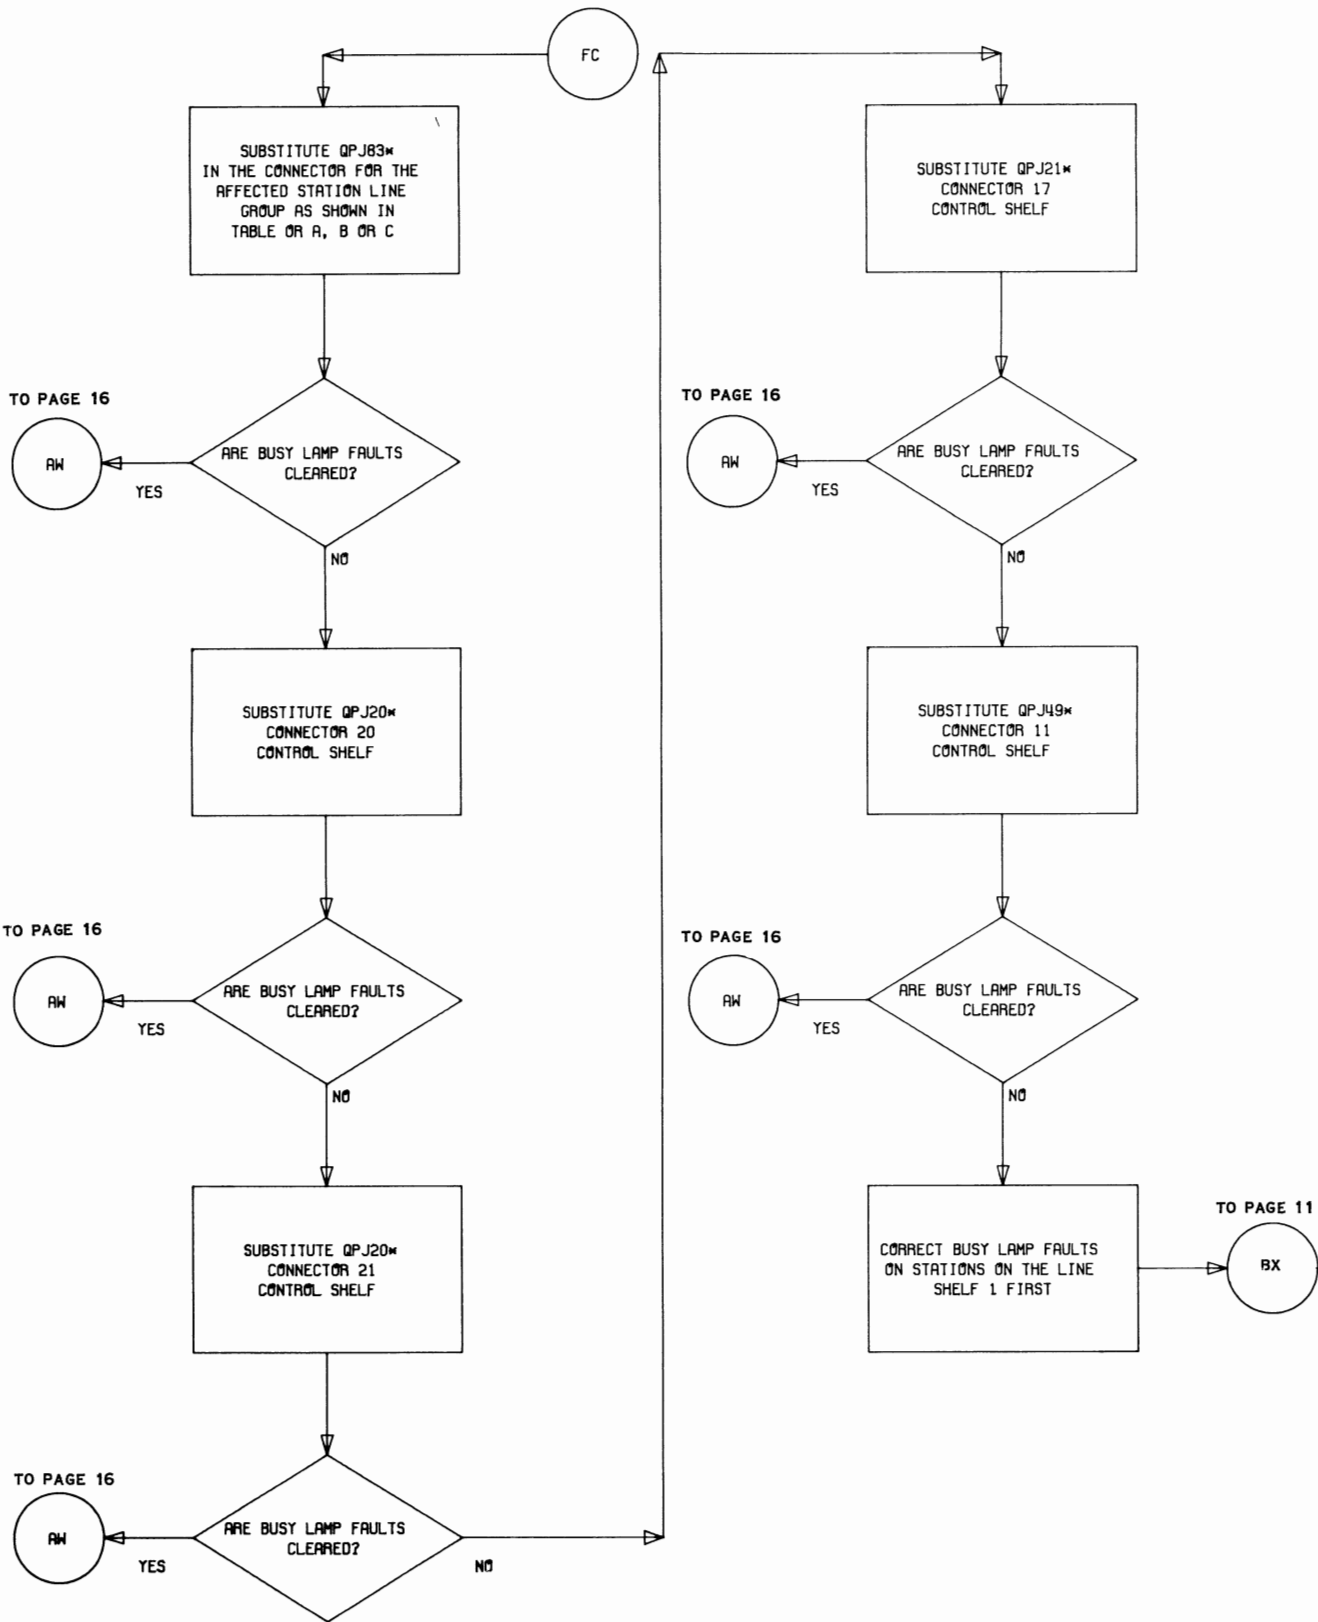 FC
SUBSTITUTE QPJ83*
IN THE CONNECTOR FOR THE
AFFECTED STATION LINE
GROUP AS SHOWN IN
TABLE OR A, B OR C
TO PAGE 16
AW
YES
ARE BUSY LAMP FAULTS
CLEARED?
NO
SUBSTITUTE QPJ20*
CONNECTOR 20
CONTROL SHELF
TO PAGE 16
AW
YES
ARE BUSY LAMP FAULTS
CLEARED?
NO
SUBSTITUTE QPJ20*
CONNECTOR 21
CONTROL SHELF
TO PAGE 16
AW
YES
ARE BUSY LAMP FAULTS
CLEARED?
NO
SUBSTITUTE QPJ21*
CONNECTOR 17
CONTROL SHELF
TO PAGE 16
AW
YES
ARE BUSY LAMP FAULTS
CLEARED?
NO
SUBSTITUTE QPJ49*
CONNECTOR 11
CONTROL SHELF
TO PAGE 16
AW
YES
ARE BUSY LAMP FAULTS
CLEARED?
NO
CORRECT BUSY LAMP FAULTS
ON STATIONS ON THE LINE
SHELF 1 FIRST
TO PAGE 11
BX